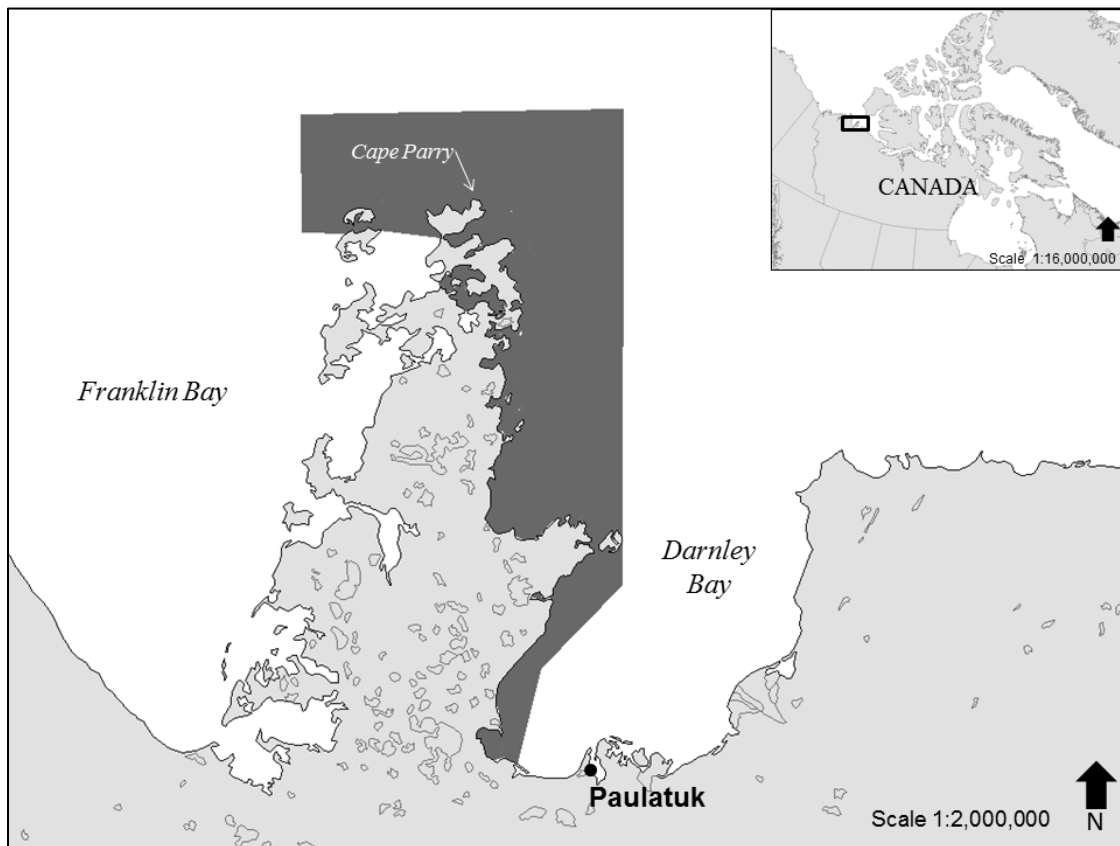 CANADA
Scale 1:16,000,000
Cape Parry
Franklin Bay
Darnley
Bay
Paulatuk
Scale 1:2,000,000
N